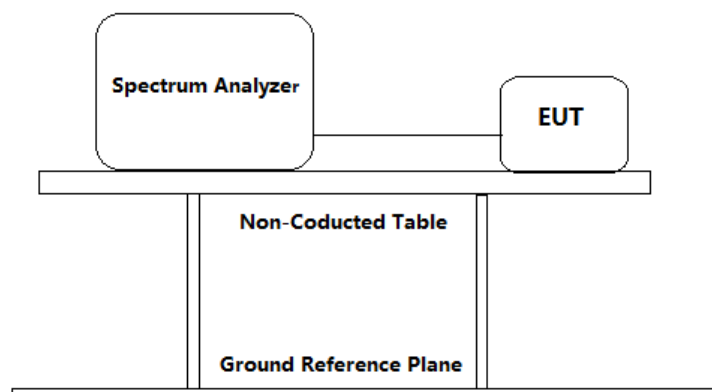 Spectrum Analyzer
EUT
Non-Coducted Table
Ground Reference Plane